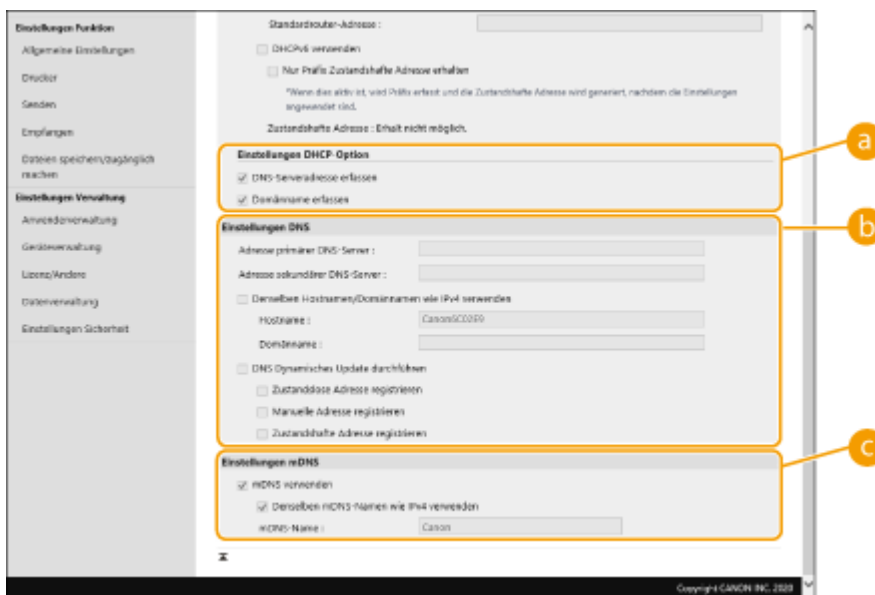 Einstellungen Funktion
Allgemeine Einstellungen
Drucker
Senden
Empfangen
Dateien speichern/zugänglich
machen
Einstellungen Verwaltung
Anwenderverwaltung
Geräteverwaltung
Lizenz/Andere
Datenverwaltung
Einstellungen Sicherheit
Standardrouter-Adresse :
DHCPv6 verwenden
Nur Präfix Zustandshafte Adresse erhalten
*Wenn dies aktiv ist, wird Präfix erfasst und die Zustandshafte Adresse wird generiert, nachdem die Einstellungen
angewendet sind.
Zustandshafte Adresse : Erhalt nicht möglich.
Einstellungen DHCP-Option
DNS-Serveradresse erfassen
Domänname erfassen
a
Einstellungen DNS
b
Adresse primärer DNS-Server :
Adresse sekundärer DNS-Server :
Denselben Hostnamen/Domännamen wie IPv4 verwenden
Hostname : Canon5C02E9
Domänname :
DNS Dynamisches Update durchführen
Zustandslose Adresse registrieren
Manuelle Adresse registrieren
Zustandshafte Adresse registrieren
c
Einstellungen mDNS
mDNS verwenden
Denselben mDNS-Namen wie IPv4 verwenden
mDNS-Name : Canon
Copyright CANON INC. 2020